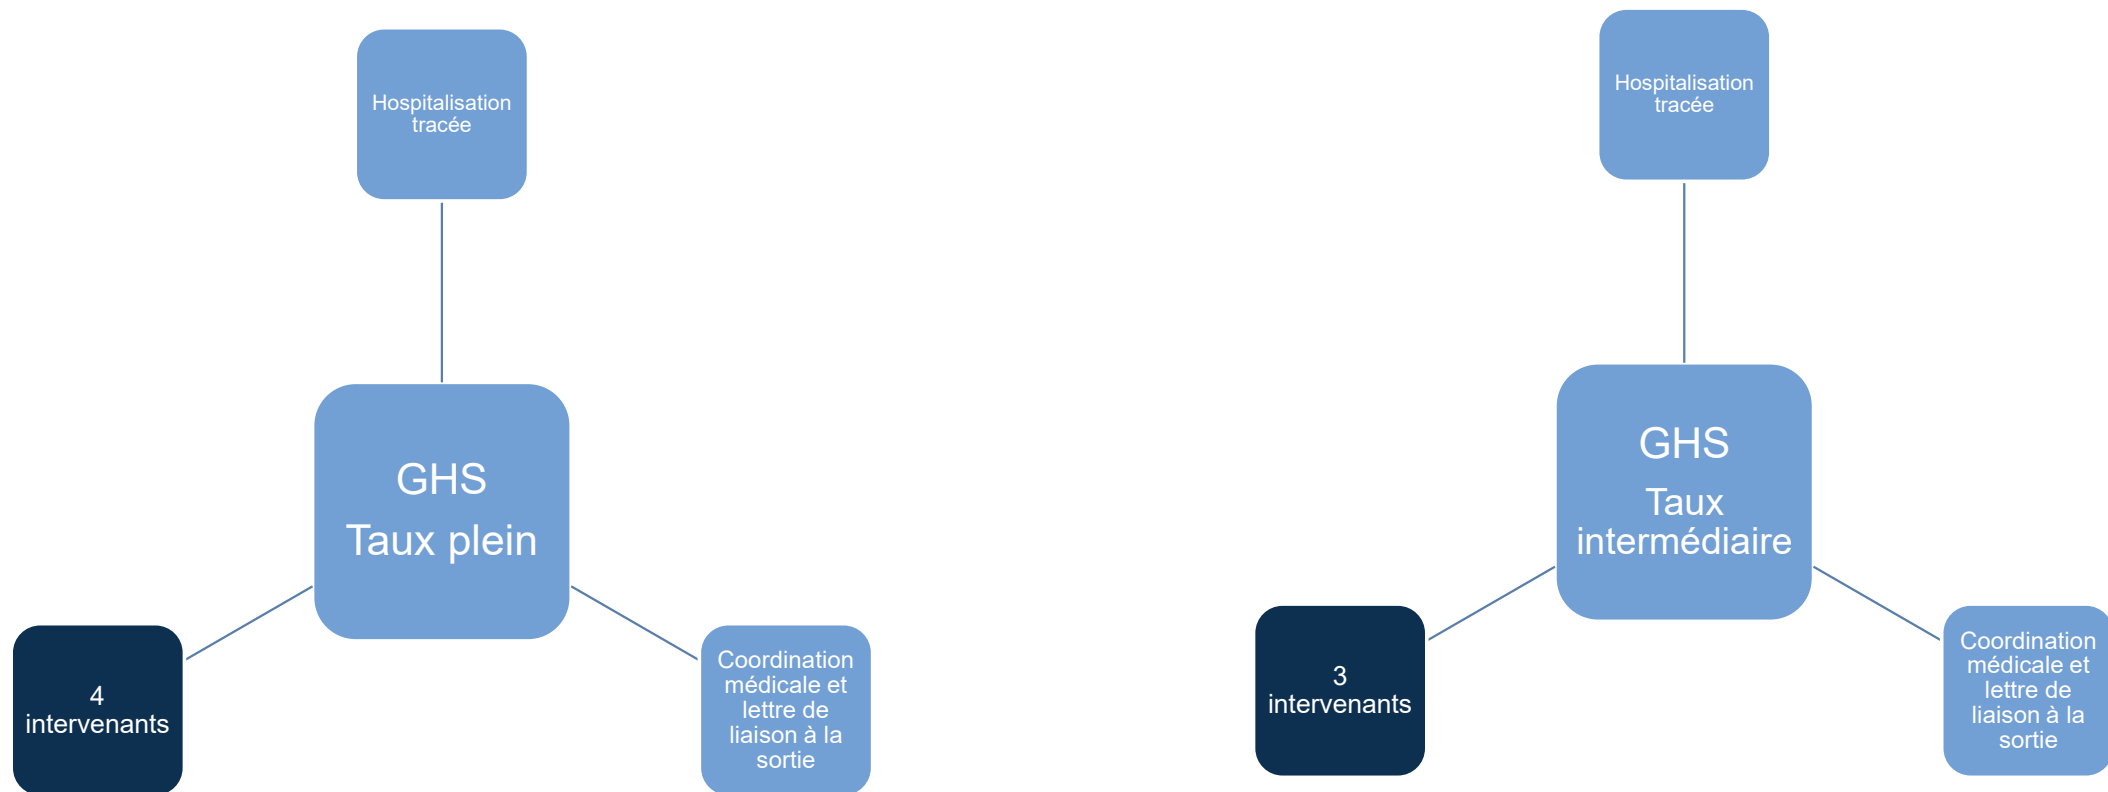 Hospitalisation
tracée
GHS
Taux plein
4
intervenants
Coordination
médicale et
lettre de
liaison à la
sortie
Hospitalisation
tracée
GHS
Taux
intermédiaire
3
intervenants
Coordination
médicale et
lettre de
liaison à la
sortie